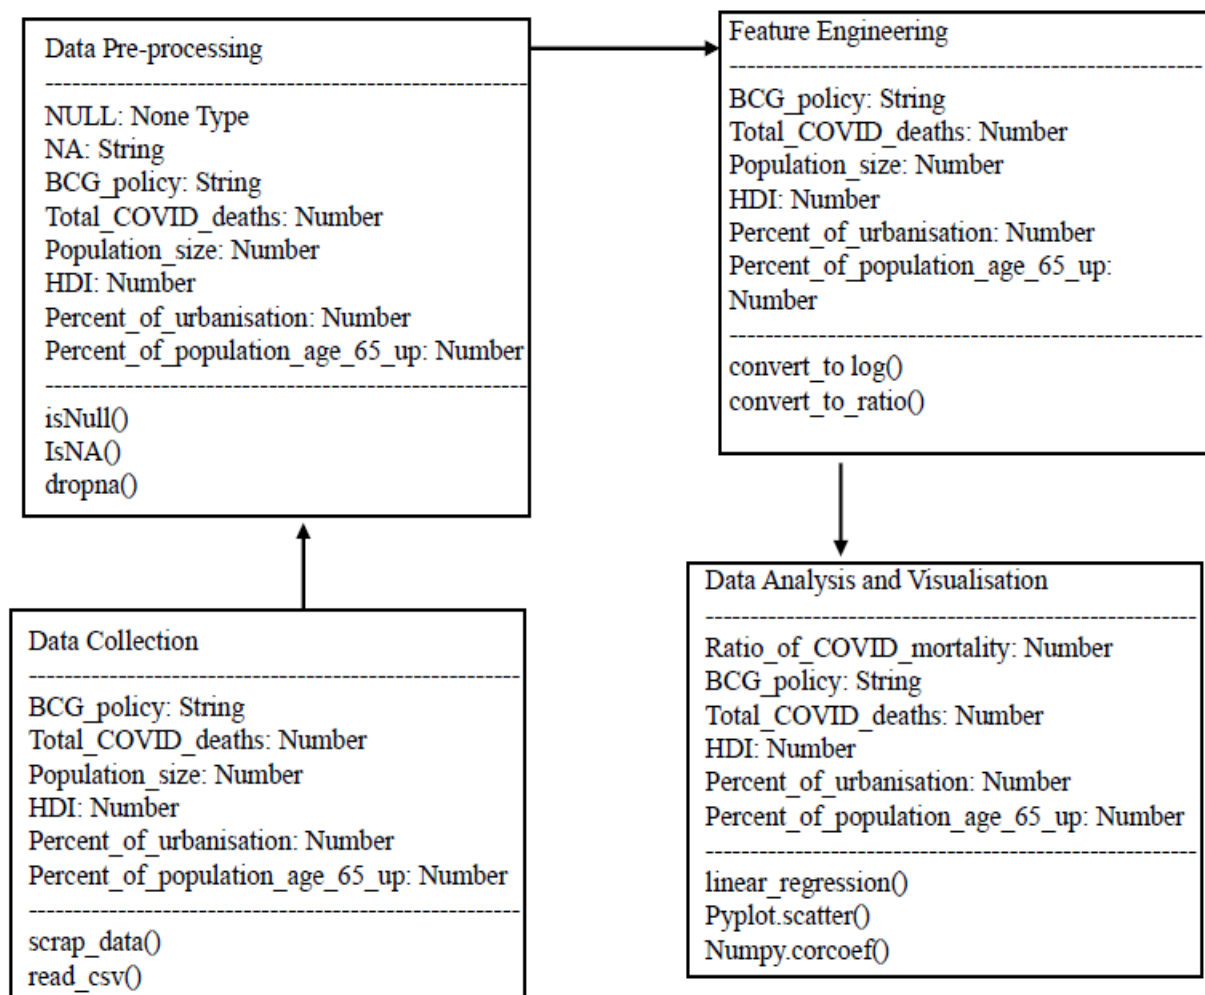 Data Pre-processing
------------------------------------------------------
NULL: None Type
NA: String
BCG_policy: String
Total_COVID_deaths: Number
Population_size: Number
HDI: Number
Percent_of_urbanisation: Number
Percent_of_population_age_65_up: Number
------------------------------------------------------
isNull()
IsNA()
dropna()
Feature Engineering
------------------------------------------------------
BCG_policy: String
Total_COVID_deaths: Number
Population_size: Number
HDI: Number
Percent_of_urbanisation: Number
Percent_of_population_age_65_up:
Number
------------------------------------------------------
convert_to log()
convert_to_ratio()
Data Collection
------------------------------------------------------
BCG_policy: String
Total_COVID_deaths: Number
Population_size: Number
HDI: Number
Percent_of_urbanisation: Number
Percent_of_population_age_65_up: Number
------------------------------------------------------
scrap_data()
read_csv()
Data Analysis and Visualisation
------------------------------------------------------
Ratio_of_COVID_mortality: Number
BCG_policy: String
Total_COVID_deaths: Number
HDI: Number
Percent_of_urbanisation: Number
Percent_of_population_age_65_up: Number
------------------------------------------------------
linear_regression()
Pyplot.scatter()
Numpy.corcoef()